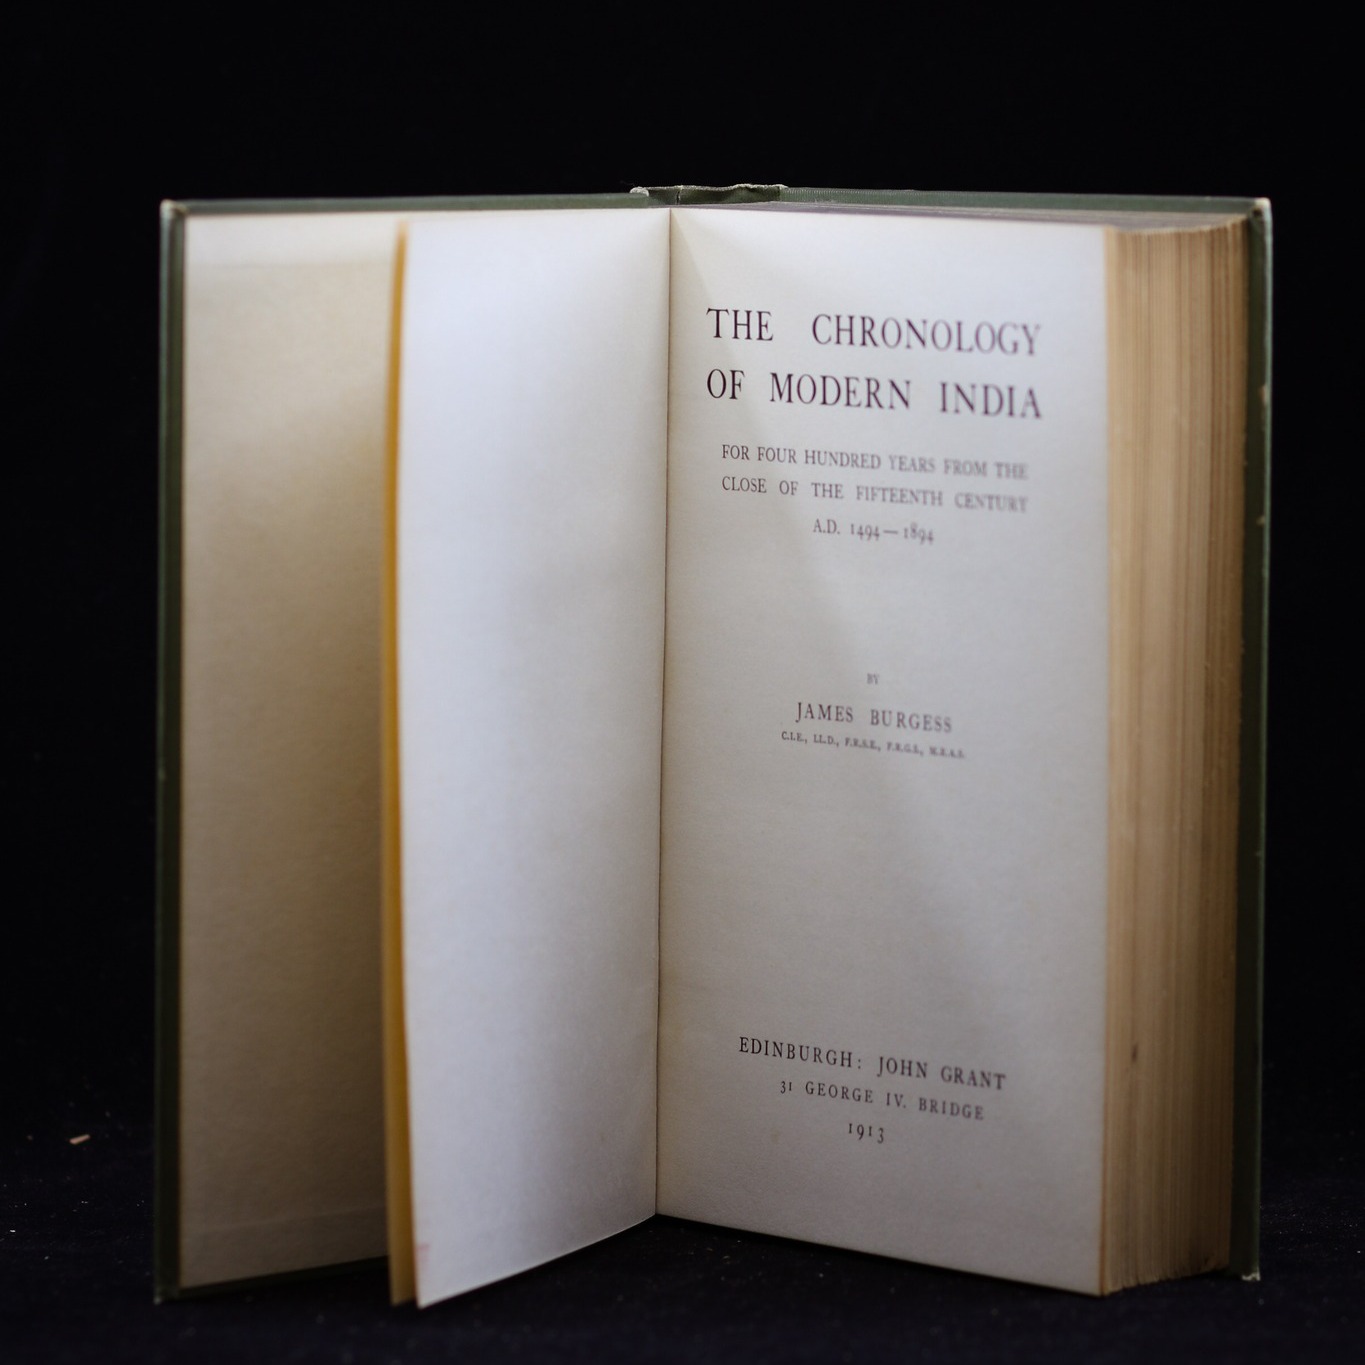 THE CHRONOLOGY
OF MODERN INDIA
FOR FOUR HUNDRED YEARS FROM THE
CLOSE OF THE FIFTEENTH CENTURY
A.D. 1494—1894
BY
JAMES BURGESS
C.I.E., LL.D., F.R.S.E., F.R.G.S., M.R.A.S.
EDINBURGH: JOHN GRANT
31 GEORGE IV. BRIDGE
1913